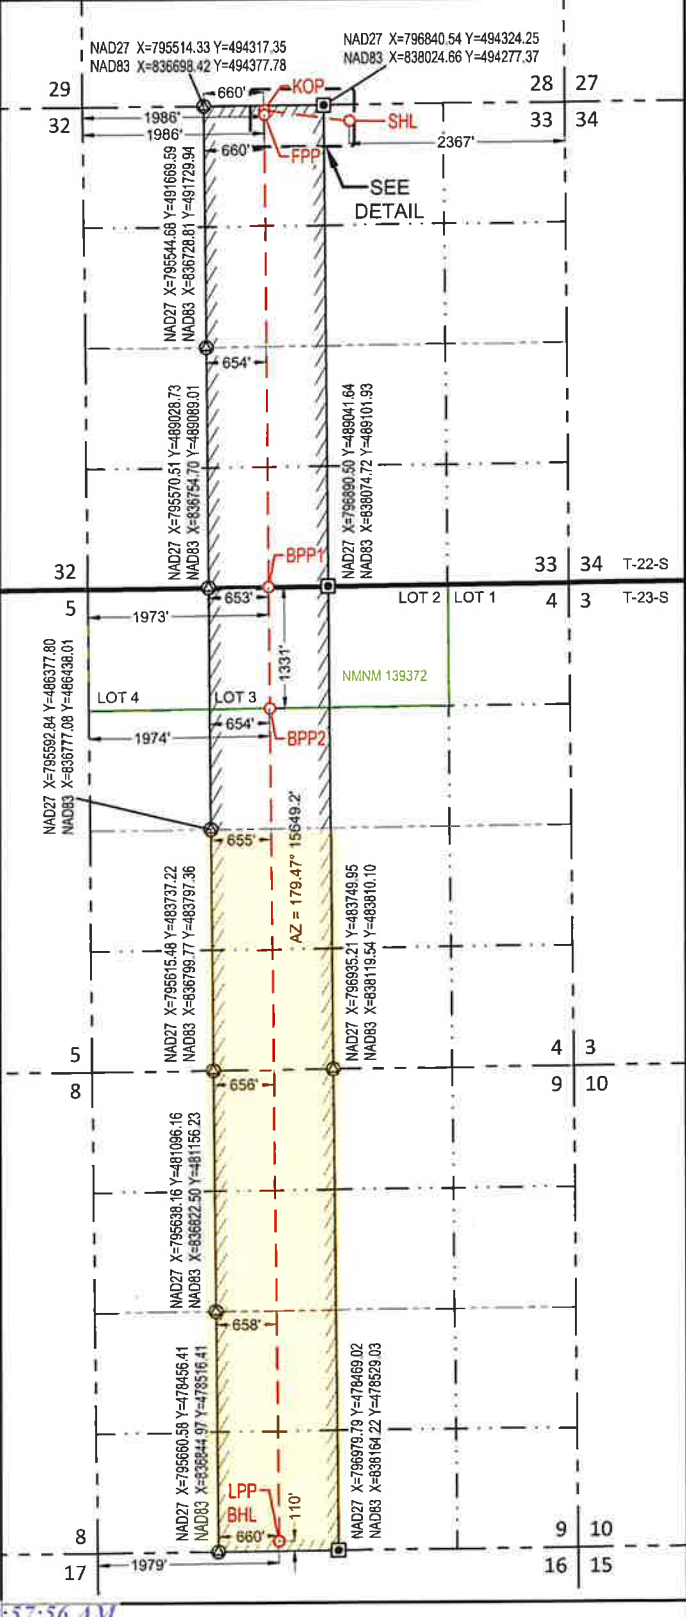 NAD27 X=795514.33 Y=494317.35
NAD83 X=836698.42 Y=494377.78
NAD27 X=796840.54 Y=494324.25
NAD83 X=838024.66 Y=494277.37
29
28 27
660'
KOP
32
1986'
SHL
33 34
1986'
660'
FPP
2367'
SEE
DETAIL
NAD27 X=795544.68 Y=491669.59
NAD83 X=836728.81 Y=491729.94
654'
NAD27 X=795570.51 Y=489028.73
NAD83 X=836754.70 Y=489089.01
NAD27 X=796890.50 Y=489041.64
NAD83 X=838074.72 Y=489101.93
BPP1
32
33 34 T-22-S
5
653'
LOT 2 LOT 1
4 3 T-23-S
1973'
1331'
NMNM 139372
LOT 4
LOT 3
654'
1974'
BPP2
NAD27 X=795592.84 Y=486377.80
NAD83 X=836777.08 Y=486438.01
655'
AZ = 179.47° 15649.2'
NAD27 X=795615.48 Y=483737.22
NAD83 X=836799.77 Y=483797.36
NAD27 X=796935.21 Y=483749.95
NAD83 X=838119.54 Y=483810.10
5
4 3
8
656'
9 10
NAD27 X=795638.16 Y=481096.16
NAD83 X=836822.50 Y=481156.23
658'
NAD27 X=795660.58 Y=478456.41
NAD83 X=836844.97 Y=478516.41
NAD27 X=796979.79 Y=478469.02
NAD83 X=838164.22 Y=478529.03
LPP
BHL
110'
8
660'
9 10
17
1979'
16 15
:57:56 AM